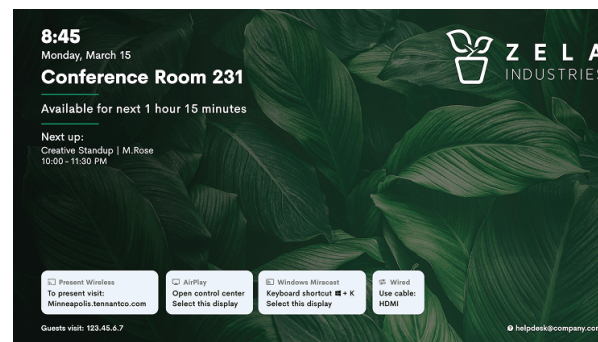 8:45
Monday, March 15
Conference Room 231
Available for next 1 hour 15 minutes
Next up:
Creative Standup | M.Rose
10:00 - 11:30 PM
ZELA
INDUSTRIES
Present Wireless
To present visit:
Minneapolis.tennantco.com
AirPlay
Open control center
Select this display
Windows Miracast
Keyboard shortcut + K
Select this display
Wired
Use cable:
HDMI
Guests visit: 123.45.6.7
helpdesk@company.com